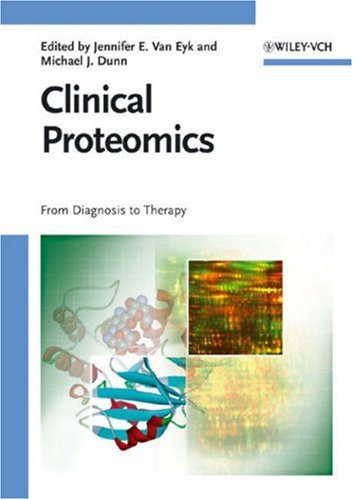 Edited by Jennifer E. Van Eyk and
Michael J. Dunn
WILEY-VCH
Clinical
Proteomics
From Diagnosis to Therapy